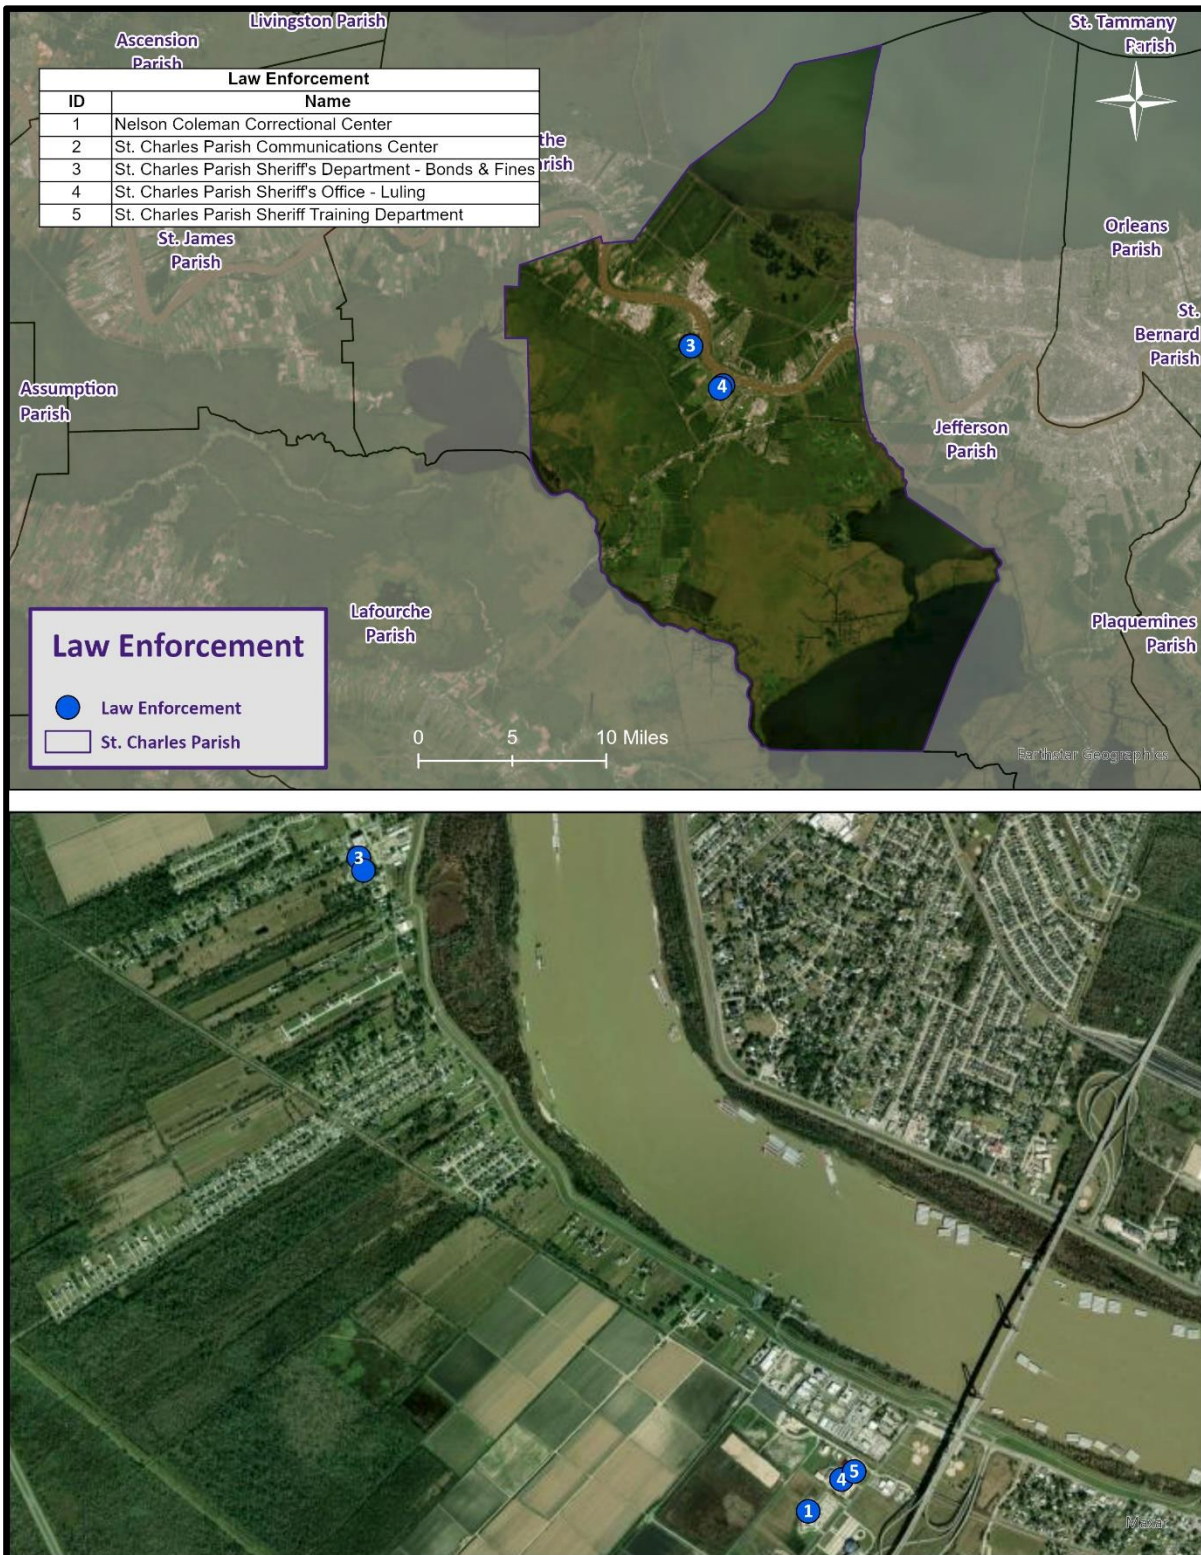 Livingston Parish
St. Tammany
Parish
Ascension
Parish
Law Enforcement
ID Name
1 Nelson Coleman Correctional Center
2 St. Charles Parish Communications Center
3 St. Charles Parish Sheriff's Department - Bonds & Fines
4 St. Charles Parish Sheriff's Office - Luling
5 St. Charles Parish Sheriff Training Department
the
rish
St. James
Parish
Orleans
Parish
St.
Bernard
Parish
3
Assumption
Parish
4
Jefferson
Parish
Lafourche
Parish
Plaquemines
Parish
Law Enforcement
Law Enforcement
St. Charles Parish
0 5 10 Miles
Earthstar Geographics
3
5
4
1
Maxar